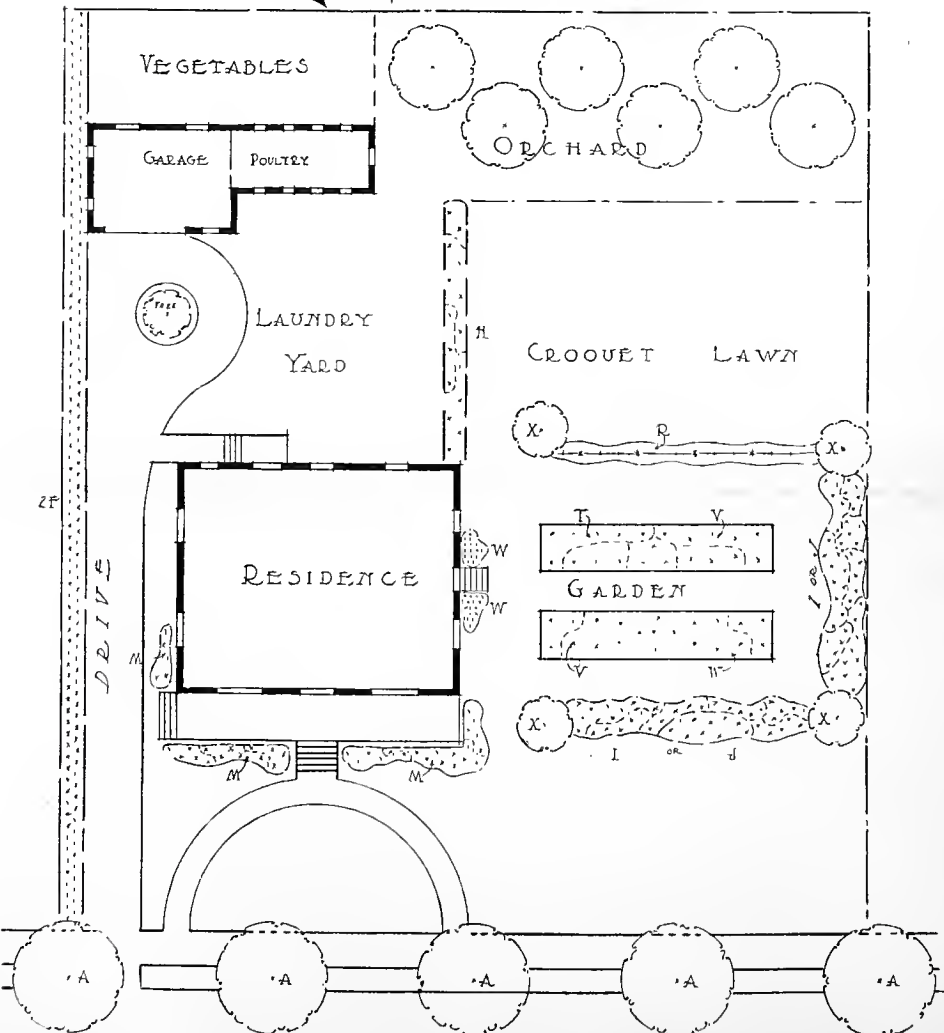 VEGETABLES
GARAGE POULTRY
ORCHARD
TREE
LAUNDRY
YARD
H
CROQUET LAWN
X
R
X
2F
DRIVE
RESIDENCE
W
W
T
V
GARDEN
V
I OR J
M
X
X
I OR J
M
M
A
A
A
A
A